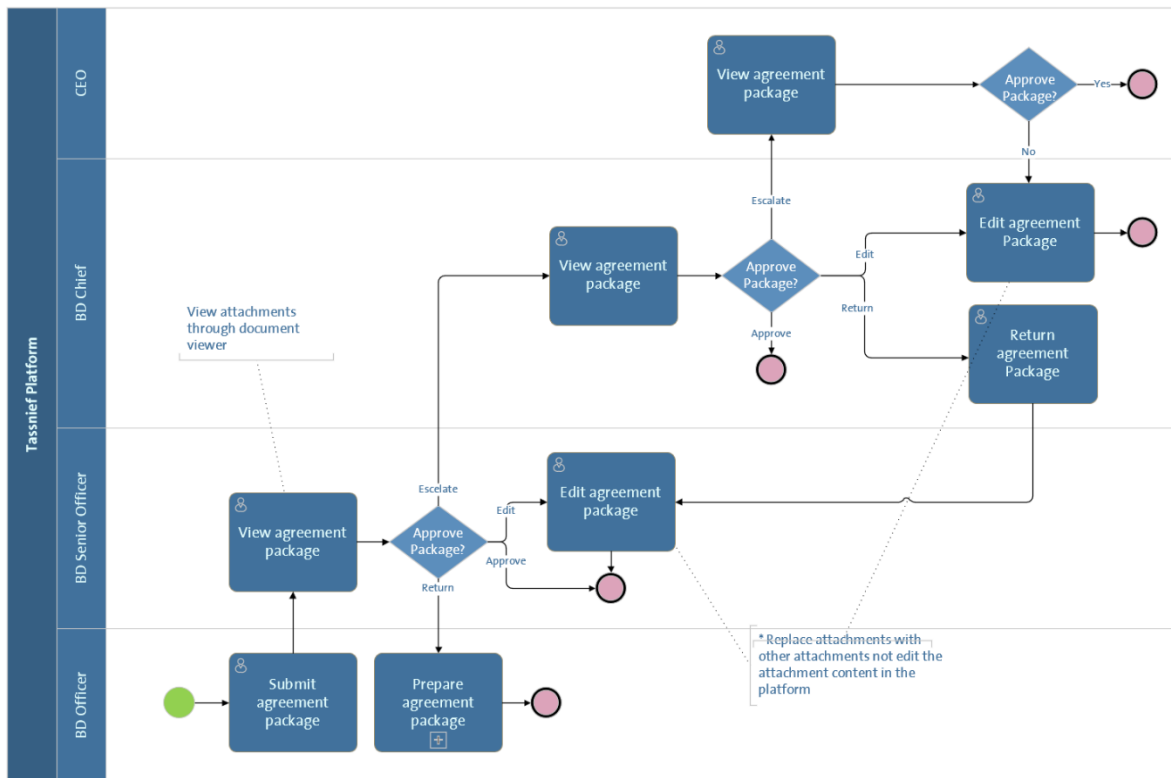 Tassnief Platform
CEO
View agreement
package
Approve
Package?
Yes
No
BD Chief
Escalate
View agreement
package
Approve
Package?
Edit
Return
Approve
Edit agreement
Package
Return
agreement
Package
View attachments
through document
viewer
BD Senior Officer
View agreement
package
Escelate
Approve
Package?
Edit
Approve
Return
Edit agreement
package
BD Officer
Submit
agreement
package
Prepare
agreement
package
* Replace attachments with
other attachments not edit the
attachment content in the
platform